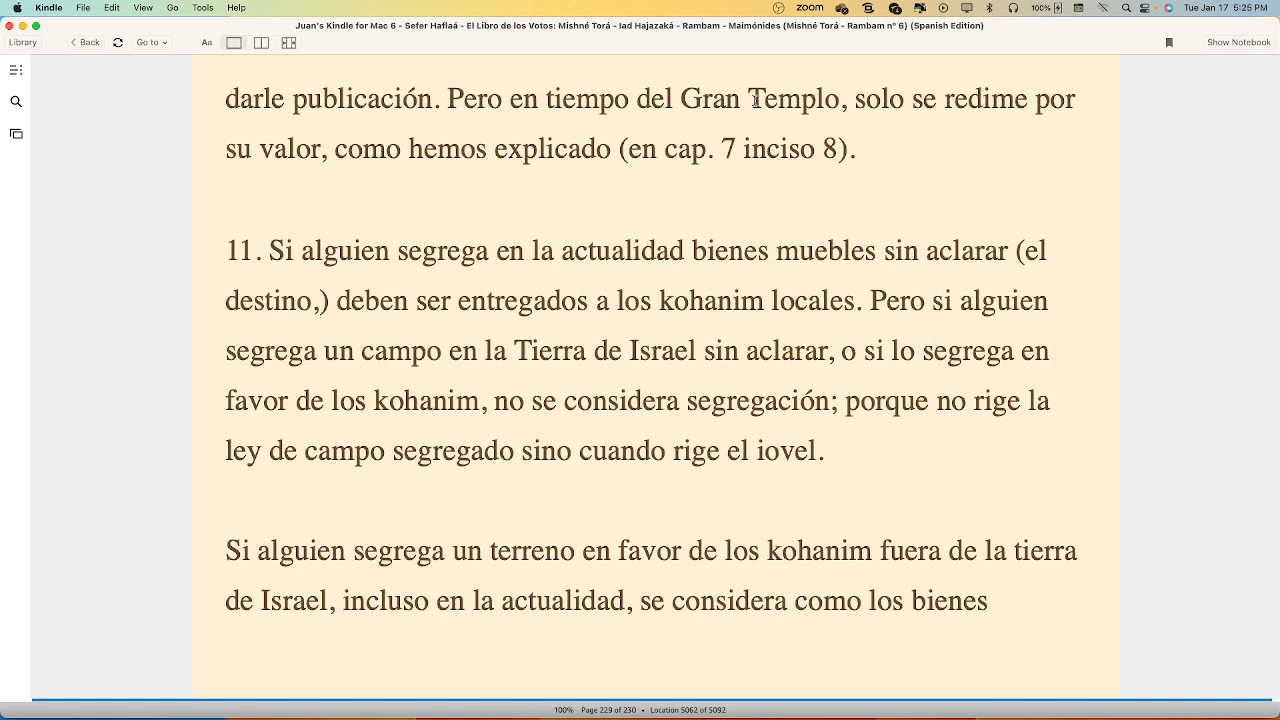 Kindle File Edit View Go Tools Help zoom 100% Tue Jan 17 5:25 PM
Juan's Kindle for Mac 6 - Sefer Haflaá - El Libro de los Votos: Mishné Torá - Iad Hajazaká - Rambam - Maimónides (Mishné Torá - Rambam nº 6) (Spanish Edition)
Library Back Go to Aa Show Notebook
darle publicación. Pero en tiempo del Gran Templo, solo se redime por
su valor, como hemos explicado (en cap. 7 inciso 8).
11. Si alguien segrega en la actualidad bienes muebles sin aclarar (el
destino,) deben ser entregados a los kohanim locales. Pero si alguien
segrega un campo en la Tierra de Israel sin aclarar, o si lo segrega en
favor de los kohanim, no se considera segregación; porque no rige la
ley de campo segregado sino cuando rige el iovel.
Si alguien segrega un terreno en favor de los kohanim fuera de la tierra
de Israel, incluso en la actualidad, se considera como los bienes
100% Page 229 of 230 • Location 5062 of 5092